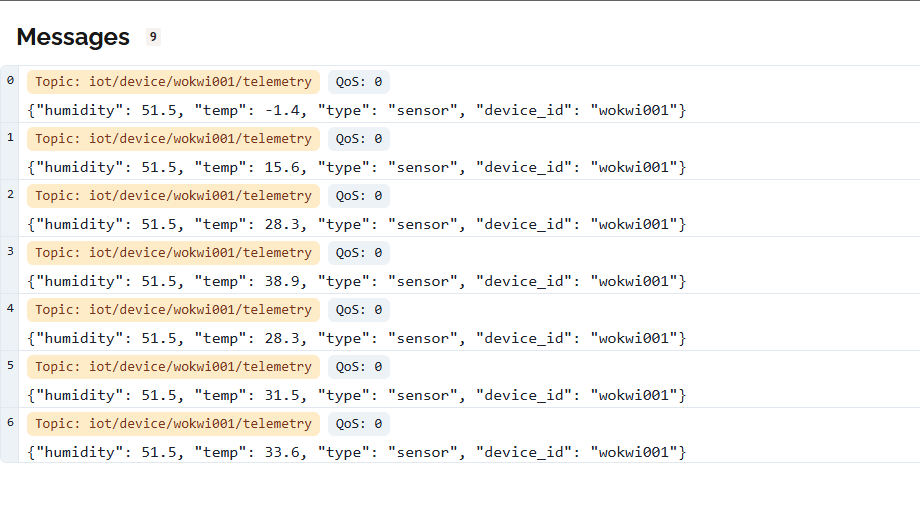 Messages 9
0 Topic: iot/device/wokwi001/telemetry QoS: 0
{"humidity": 51.5, "temp": -1.4, "type": "sensor", "device_id": "wokwi001"}
1 Topic: iot/device/wokwi001/telemetry QoS: 0
{"humidity": 51.5, "temp": 15.6, "type": "sensor", "device_id": "wokwi001"}
2 Topic: iot/device/wokwi001/telemetry QoS: 0
{"humidity": 51.5, "temp": 28.3, "type": "sensor", "device_id": "wokwi001"}
3 Topic: iot/device/wokwi001/telemetry QoS: 0
{"humidity": 51.5, "temp": 38.9, "type": "sensor", "device_id": "wokwi001"}
4 Topic: iot/device/wokwi001/telemetry QoS: 0
{"humidity": 51.5, "temp": 28.3, "type": "sensor", "device_id": "wokwi001"}
5 Topic: iot/device/wokwi001/telemetry QoS: 0
{"humidity": 51.5, "temp": 31.5, "type": "sensor", "device_id": "wokwi001"}
6 Topic: iot/device/wokwi001/telemetry QoS: 0
{"humidity": 51.5, "temp": 33.6, "type": "sensor", "device_id": "wokwi001"}